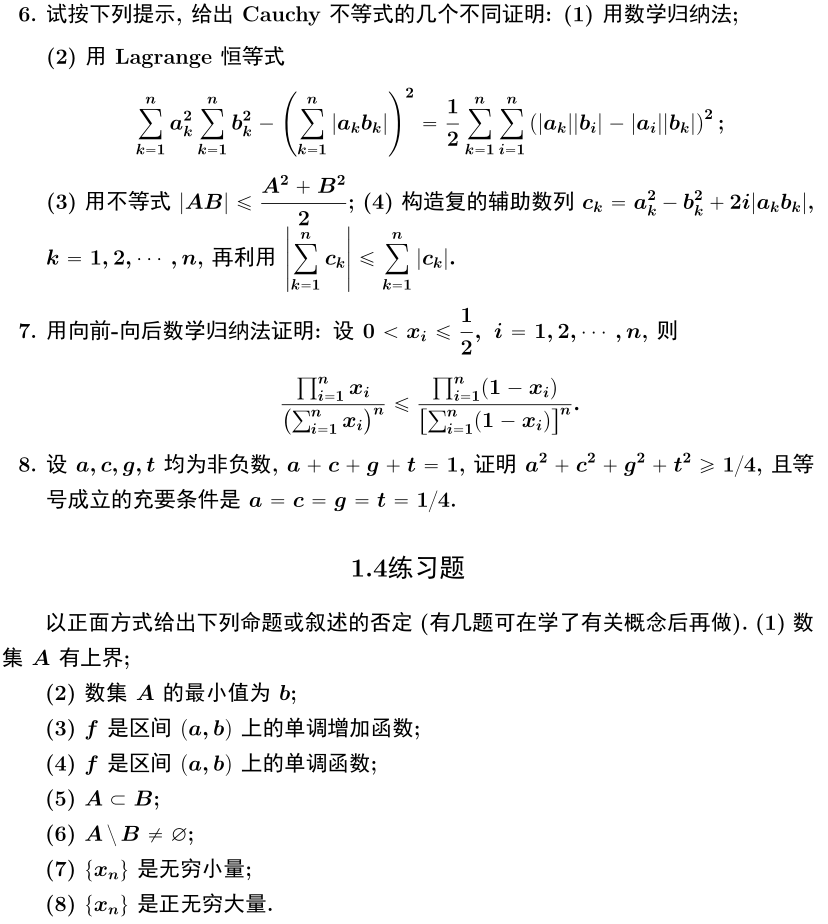 6. 试按下列提示, 给出 Cauchy 不等式的几个不同证明: (1) 用数学归纳法;
(2) 用 Lagrange 恒等式
$$\sum_{k=1}^{n} a_k^2 \sum_{k=1}^{n} b_k^2 - \left(\sum_{k=1}^{n} |a_k b_k|\right)^2 = \frac{1}{2} \sum_{k=1}^{n} \sum_{i=1}^{n} (|a_k||b_i| - |a_i||b_k|)^2;$$
(3) 用不等式 $|AB| \leqslant \frac{A^2 + B^2}{2}$; (4) 构造复的辅助数列 $c_k = a_k^2 - b_k^2 + 2i|a_k b_k|$,
$k = 1, 2, \cdots, n$, 再利用 $\left|\sum_{k=1}^{n} c_k\right| \leqslant \sum_{k=1}^{n} |c_k|$.
7. 用向前-向后数学归纳法证明: 设 $0 < x_i \leqslant \frac{1}{2}$, $i = 1, 2, \cdots, n$, 则
$$\frac{\prod_{i=1}^{n} x_i}{\left(\sum_{i=1}^{n} x_i\right)^n} \leqslant \frac{\prod_{i=1}^{n} (1 - x_i)}{\left[\sum_{i=1}^{n} (1 - x_i)\right]^n}.$$
8. 设 $a, c, g, t$ 均为非负数, $a + c + g + t = 1$, 证明 $a^2 + c^2 + g^2 + t^2 \geqslant 1/4$, 且等
号成立的充要条件是 $a = c = g = t = 1/4$.
1.4练习题
以正面方式给出下列命题或叙述的否定 (有几题可在学了有关概念后再做). (1) 数
集 $A$ 有上界;
(2) 数集 $A$ 的最小值为 $b$;
(3) $f$ 是区间 $(a, b)$ 上的单调增加函数;
(4) $f$ 是区间 $(a, b)$ 上的单调函数;
(5) $A \subset B$;
(6) $A \setminus B \neq \varnothing$;
(7) $\{x_n\}$ 是无穷小量;
(8) $\{x_n\}$ 是正无穷大量.